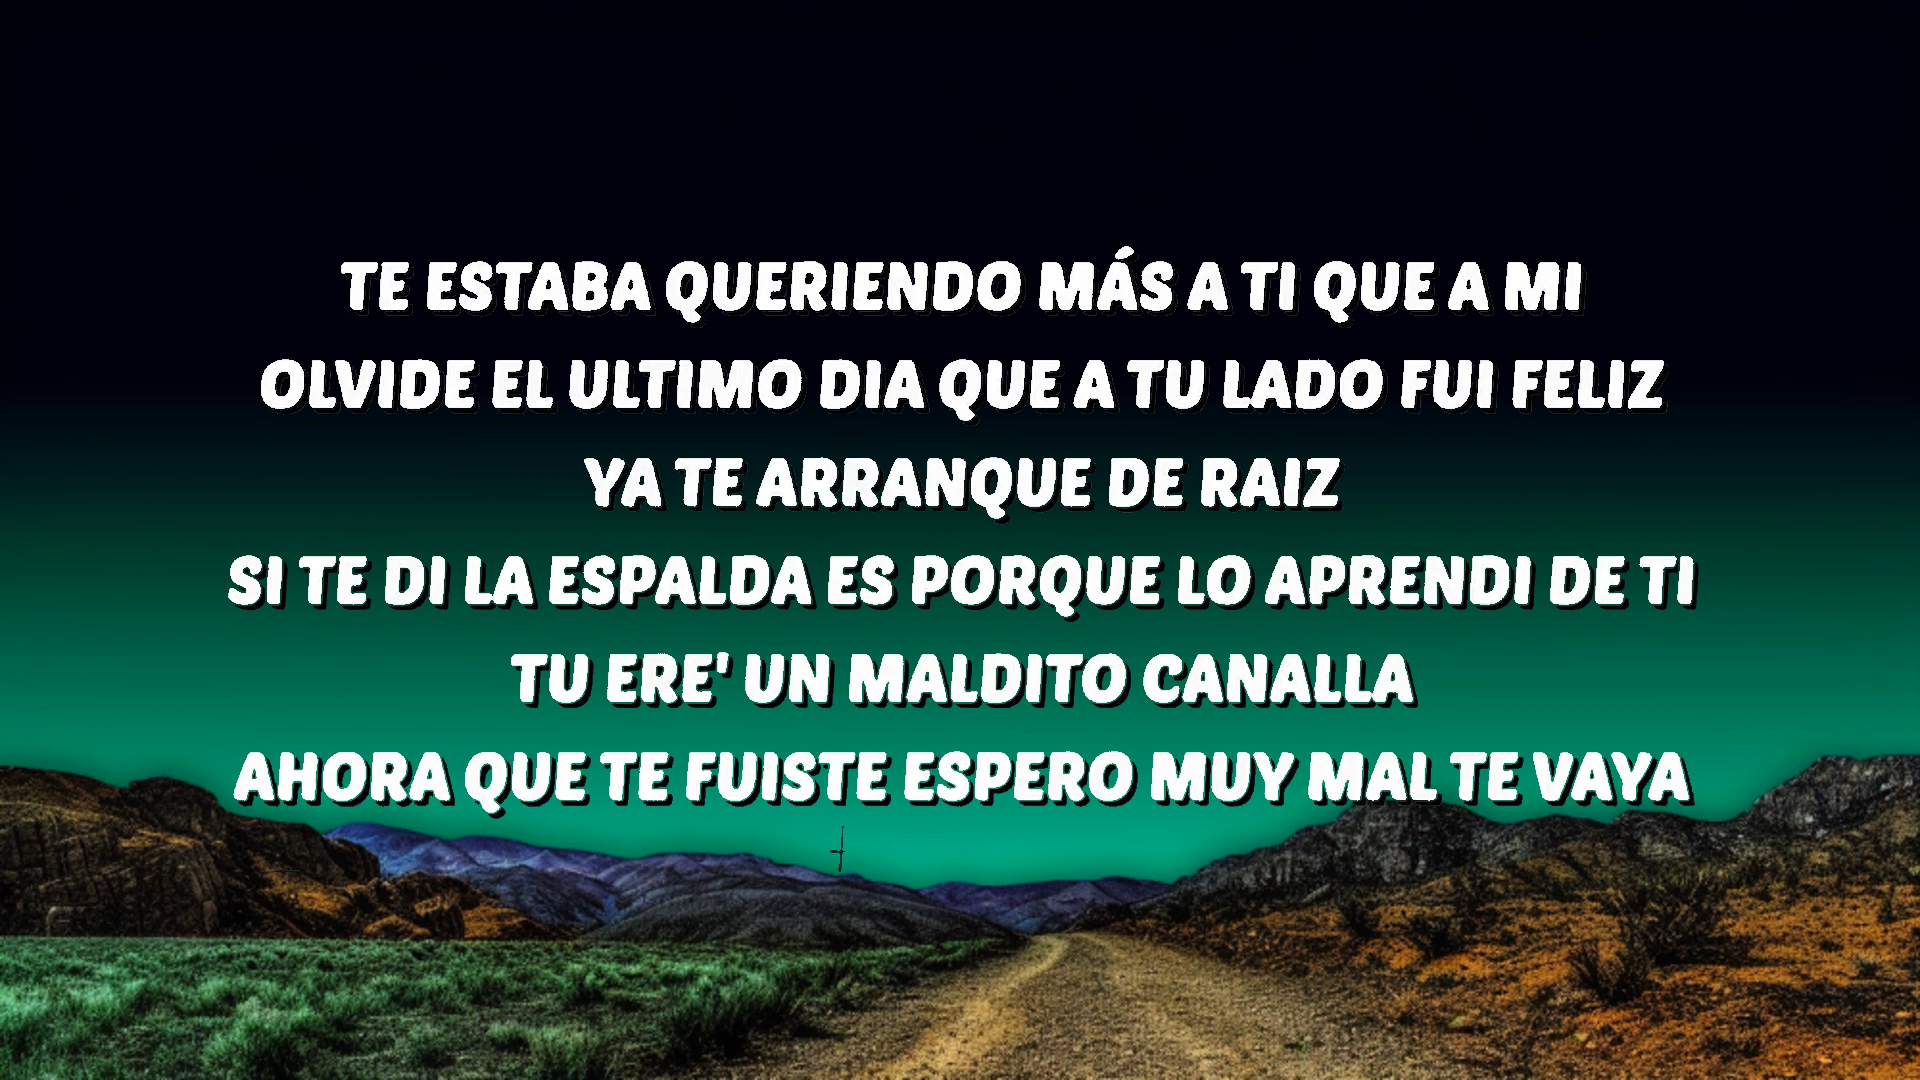 TE ESTABA QUERIENDO MÁS A TI QUE A MI
OLVIDE EL ULTIMO DIA QUE A TU LADO FUI FELIZ
YA TE ARRANQUE DE RAIZ
SI TE DI LA ESPALDA ES PORQUE LO APRENDI DE TI
TU ERE' UN MALDITO CANALLA
AHORA QUE TE FUISTE ESPERO MUY MAL TE VAYA